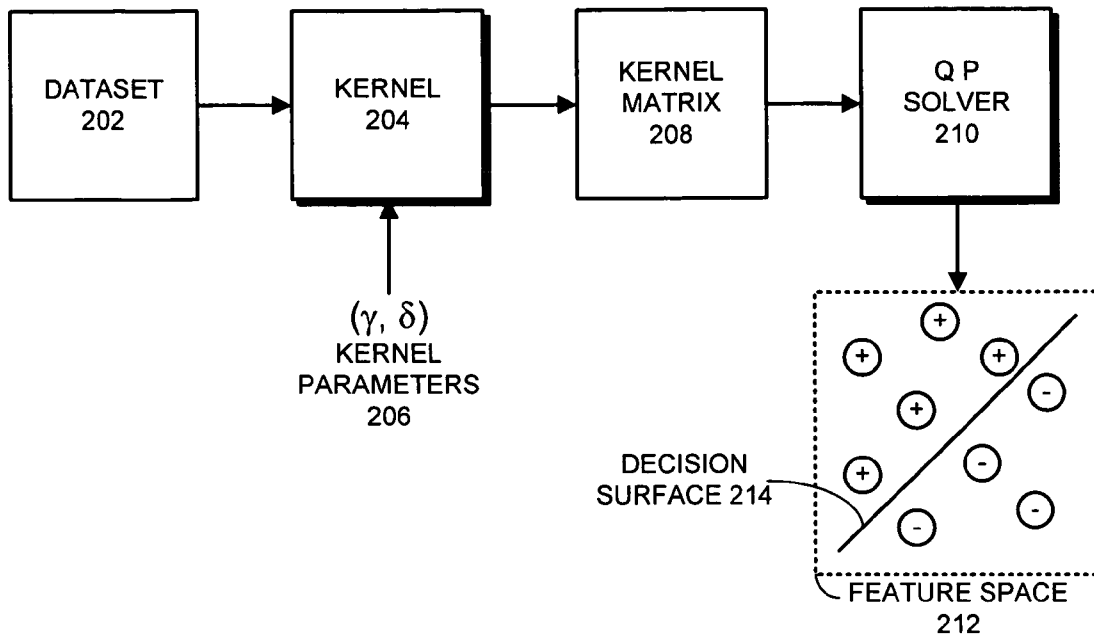 DATASET
202
KERNEL
204
KERNEL
MATRIX
208
Q P
SOLVER
210
(γ, δ)
KERNEL
PARAMETERS
206
+
+
+
+
+
-
-
-
-
DECISION
SURFACE 214
FEATURE SPACE
212